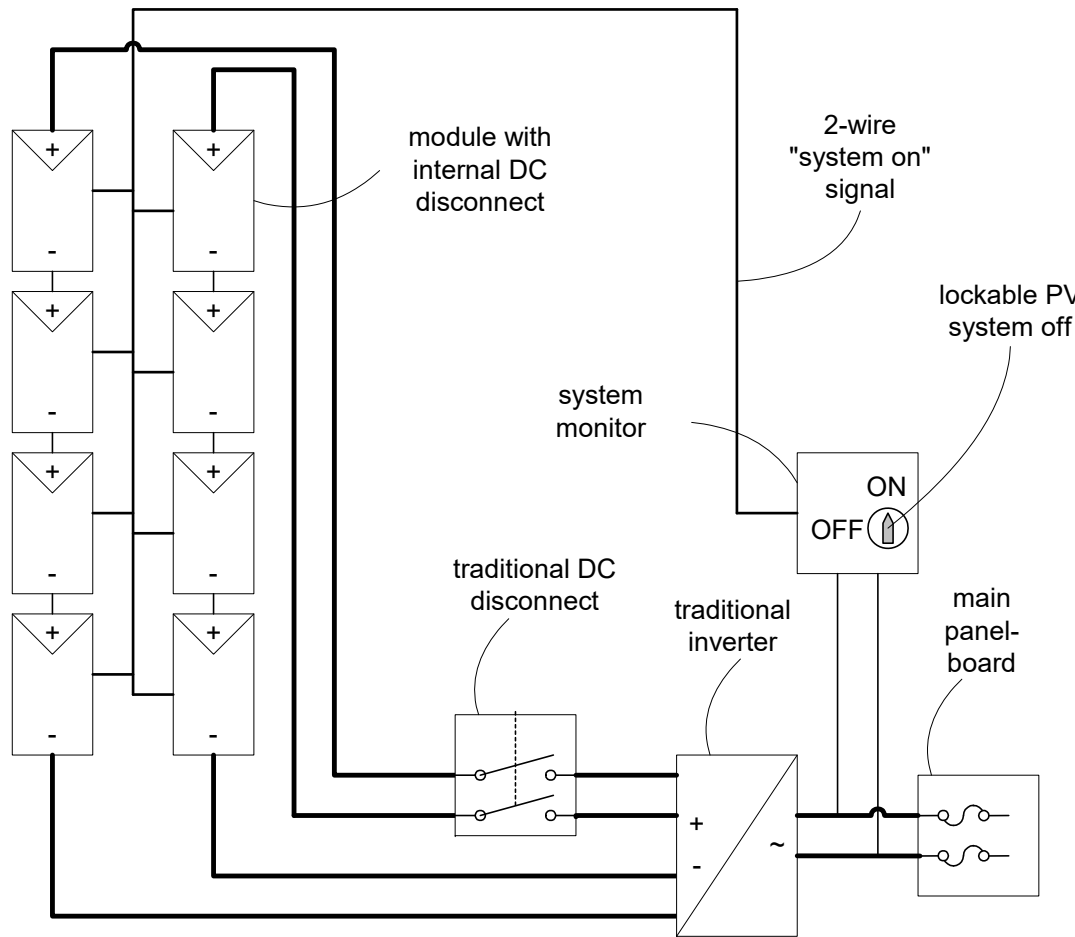 module with
internal DC
disconnect
2-wire
"system on"
signal
lockable PV
system off
system
monitor
ON
OFF
traditional DC
disconnect
traditional
inverter
main
panel-
board
+
+
-
-
+
+
-
-
+
+
-
-
+
+
-
-
+
-
~